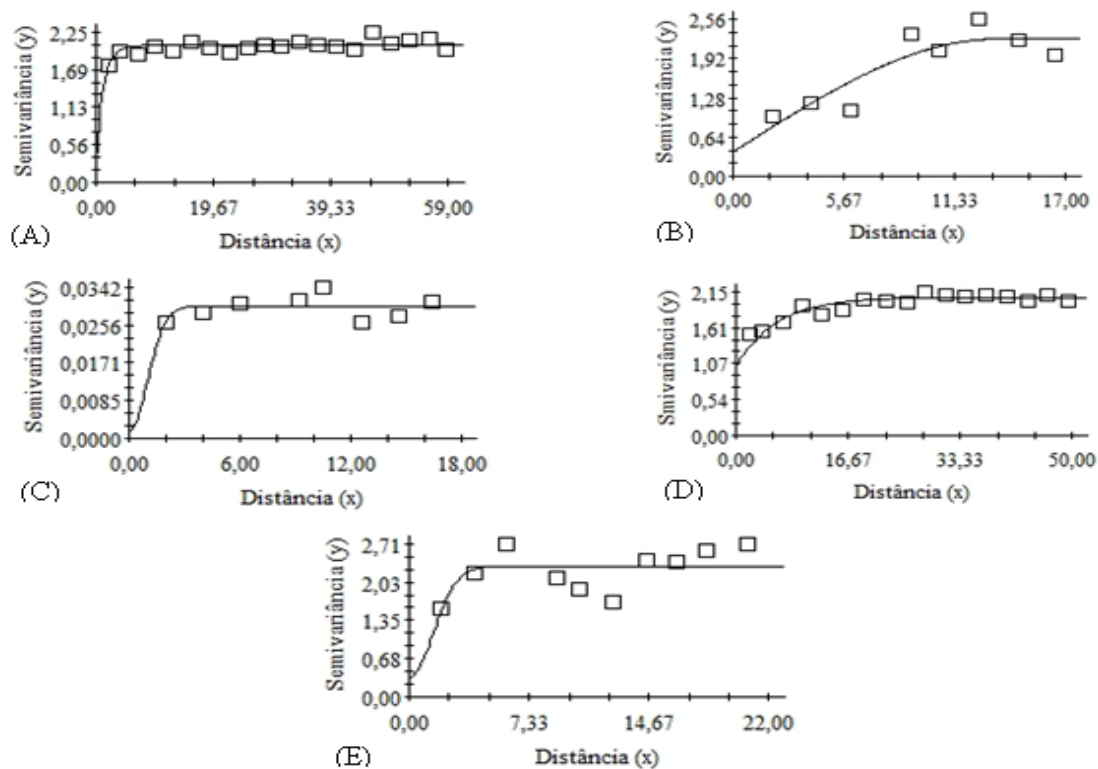 Semivariância (y)
2,25
1,69
1,13
0,56
0,00
0,00 19,67 39,33 59,00
Distância (x)
(A)
Semivariância (y)
2,56
1,92
1,28
0,64
0,00
0,00 5,67 11,33 17,00
Distância (x)
(B)
Semivariância (y)
0,0342
0,0256
0,0171
0,0085
0,0000
0,00 6,00 12,00 18,00
Distância (x)
(C)
Smivariância (y)
2,15
1,61
1,07
0,54
0,00
0,00 16,67 33,33 50,00
Distância (x)
(D)
Semivariância (y)
2,71
2,03
1,35
0,68
0,00
0,00 7,33 14,67 22,00
Distância (x)
(E)